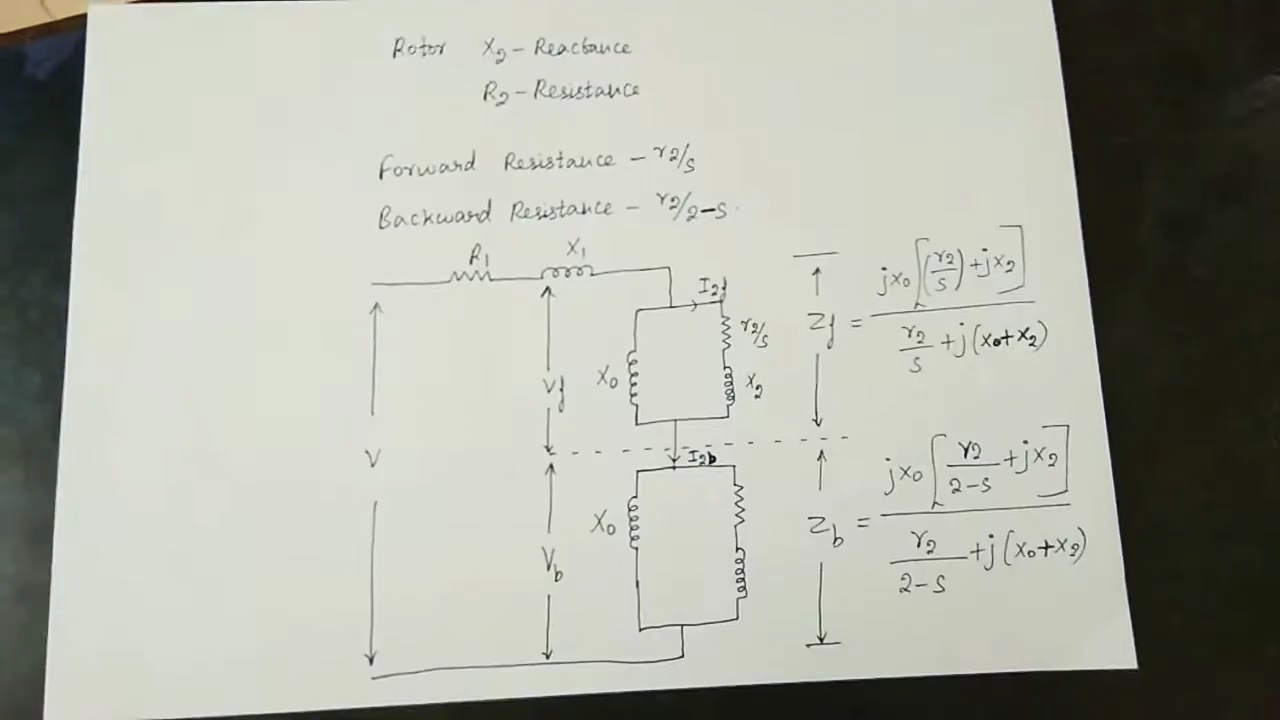 Rotor X2 - Reactance
R2 - Resistance
Forward Resistance - r2/s
Backward Resistance - r2/2-s
R1 X1
I2f
r2/s
X0
X2
Vf
V
I2b
X0
Vb
Zf = jx0[(r2/s)+jx2] / r2/s +j(x0+x2)
Zb = jx0[r2/2-s +jx2] / r2/2-s +j(x0+x2)